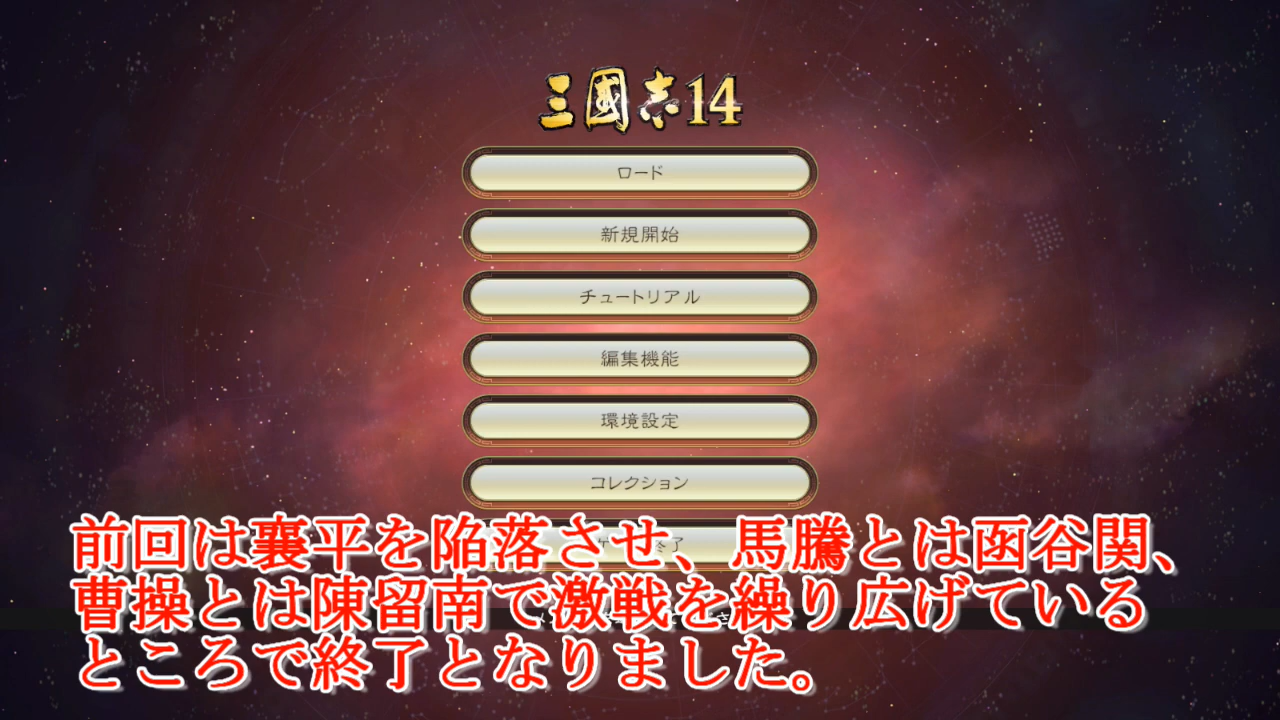 三國志14
ロード
新規開始
チュートリアル
編集機能
環境設定
コレクション
終了
前回は襄平を陥落させ、馬騰とは函谷関、
曹操とは陳留南で激戦を繰り広げている
ところで終了となりました。